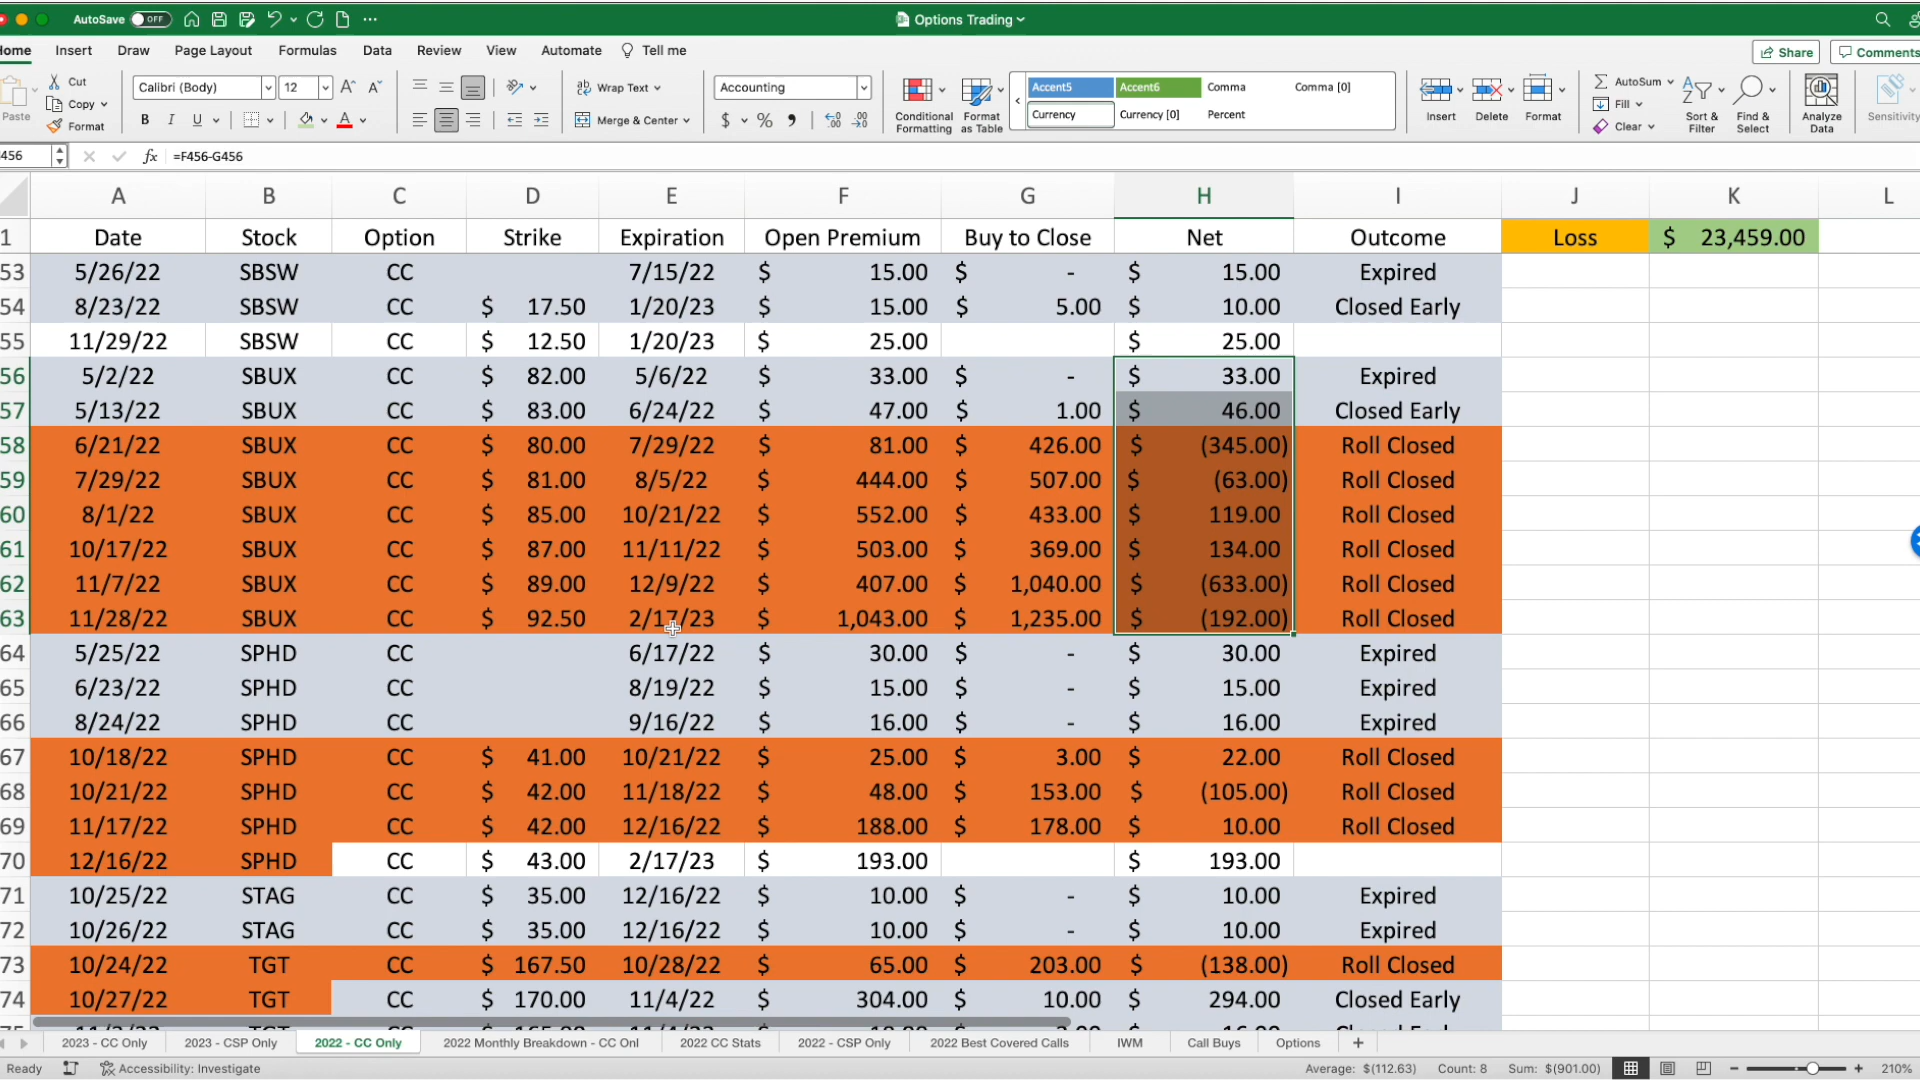 AutoSave OFF Options Trading
Home Insert Draw Page Layout Formulas Data Review View Automate Tell me Share Comments
Paste Cut Copy Format
Calibri (Body) 12 Wrap Text Merge & Center
Accounting
Conditional Formatting Format as Table
Accent5 Accent6 Comma Comma [0]
Currency Currency [0] Percent
Insert Delete Format
AutoSum Fill Clear
Sort & Filter Find & Select Analyze Data Sensitivity
456 fx =F456-G456
A B C D E F G H I J K L
1 Date Stock Option Strike Expiration Open Premium Buy to Close Net Outcome Loss $ 23,459.00
53 5/26/22 SBSW CC 7/15/22 $ 15.00 $ - $ 15.00 Expired
54 8/23/22 SBSW CC $ 17.50 1/20/23 $ 15.00 $ 5.00 $ 10.00 Closed Early
55 11/29/22 SBSW CC $ 12.50 1/20/23 $ 25.00 $ 25.00
56 5/2/22 SBUX CC $ 82.00 5/6/22 $ 33.00 $ - $ 33.00 Expired
57 5/13/22 SBUX CC $ 83.00 6/24/22 $ 47.00 $ 1.00 $ 46.00 Closed Early
58 6/21/22 SBUX CC $ 80.00 7/29/22 $ 81.00 $ 426.00 $ (345.00) Roll Closed
59 7/29/22 SBUX CC $ 81.00 8/5/22 $ 444.00 $ 507.00 $ (63.00) Roll Closed
60 8/1/22 SBUX CC $ 85.00 10/21/22 $ 552.00 $ 433.00 $ 119.00 Roll Closed
61 10/17/22 SBUX CC $ 87.00 11/11/22 $ 503.00 $ 369.00 $ 134.00 Roll Closed
62 11/7/22 SBUX CC $ 89.00 12/9/22 $ 407.00 $ 1,040.00 $ (633.00) Roll Closed
63 11/28/22 SBUX CC $ 92.50 2/17/23 $ 1,043.00 $ 1,235.00 $ (192.00) Roll Closed
64 5/25/22 SPHD CC 6/17/22 $ 30.00 $ - $ 30.00 Expired
65 6/23/22 SPHD CC 8/19/22 $ 15.00 $ - $ 15.00 Expired
66 8/24/22 SPHD CC 9/16/22 $ 16.00 $ - $ 16.00 Expired
67 10/18/22 SPHD CC $ 41.00 10/21/22 $ 25.00 $ 3.00 $ 22.00 Roll Closed
68 10/21/22 SPHD CC $ 42.00 11/18/22 $ 48.00 $ 153.00 $ (105.00) Roll Closed
69 11/17/22 SPHD CC $ 42.00 12/16/22 $ 188.00 $ 178.00 $ 10.00 Roll Closed
70 12/16/22 SPHD CC $ 43.00 2/17/23 $ 193.00 $ 193.00
71 10/25/22 STAG CC $ 35.00 12/16/22 $ 10.00 $ - $ 10.00 Expired
72 10/26/22 STAG CC $ 35.00 12/16/22 $ 10.00 $ - $ 10.00 Expired
73 10/24/22 TGT CC $ 167.50 10/28/22 $ 65.00 $ 203.00 $ (138.00) Roll Closed
74 10/27/22 TGT CC $ 170.00 11/4/22 $ 304.00 $ 10.00 $ 294.00 Closed Early
2023 - CC Only 2023 - CSP Only 2022 - CC Only 2022 Monthly Breakdown - CC Onl 2022 CC Stats 2022 - CSP Only 2022 Best Covered Calls IWM Call Buys Options +
Ready Accessibility: Investigate Average: $(112.63) Count: 8 Sum: $(901.00) 210%